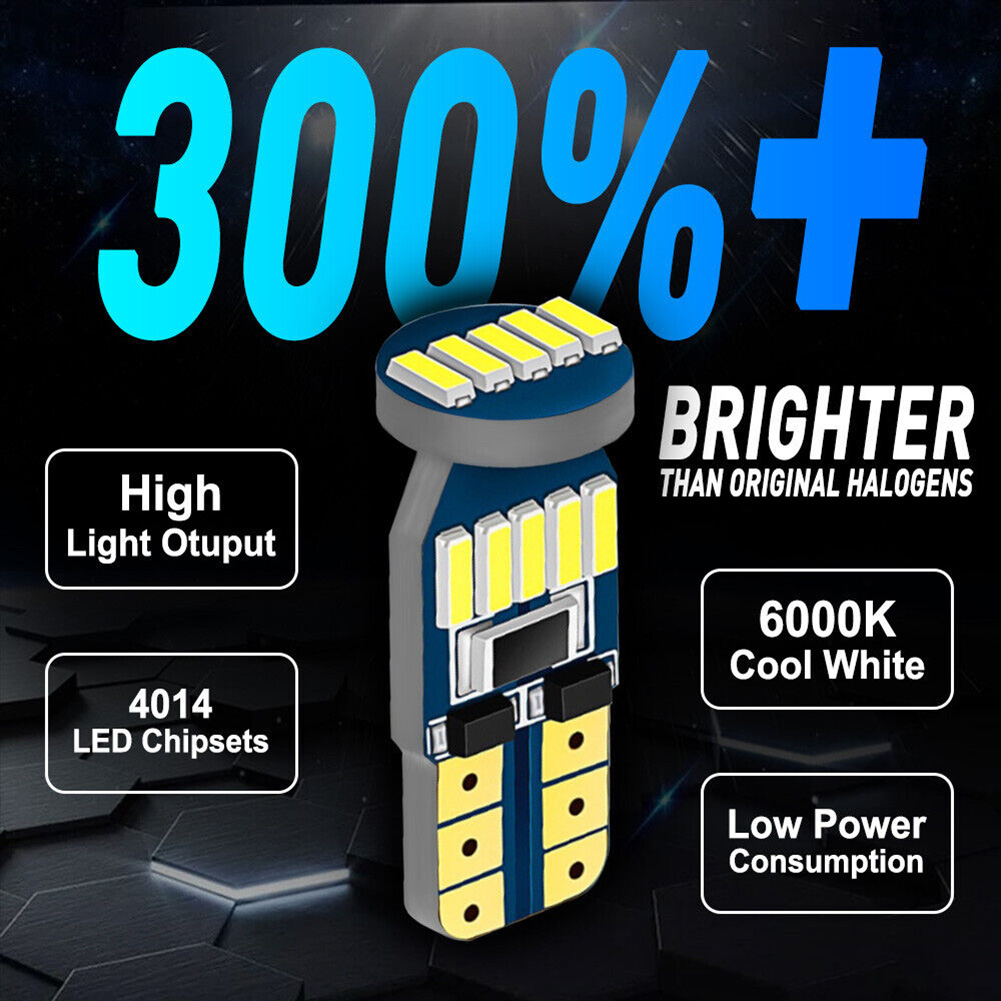 300%+
BRIGHTER
THAN ORIGINAL HALOGENS
High
Light Otuput
6000K
Cool White
4014
LED Chipsets
Low Power
Consumption